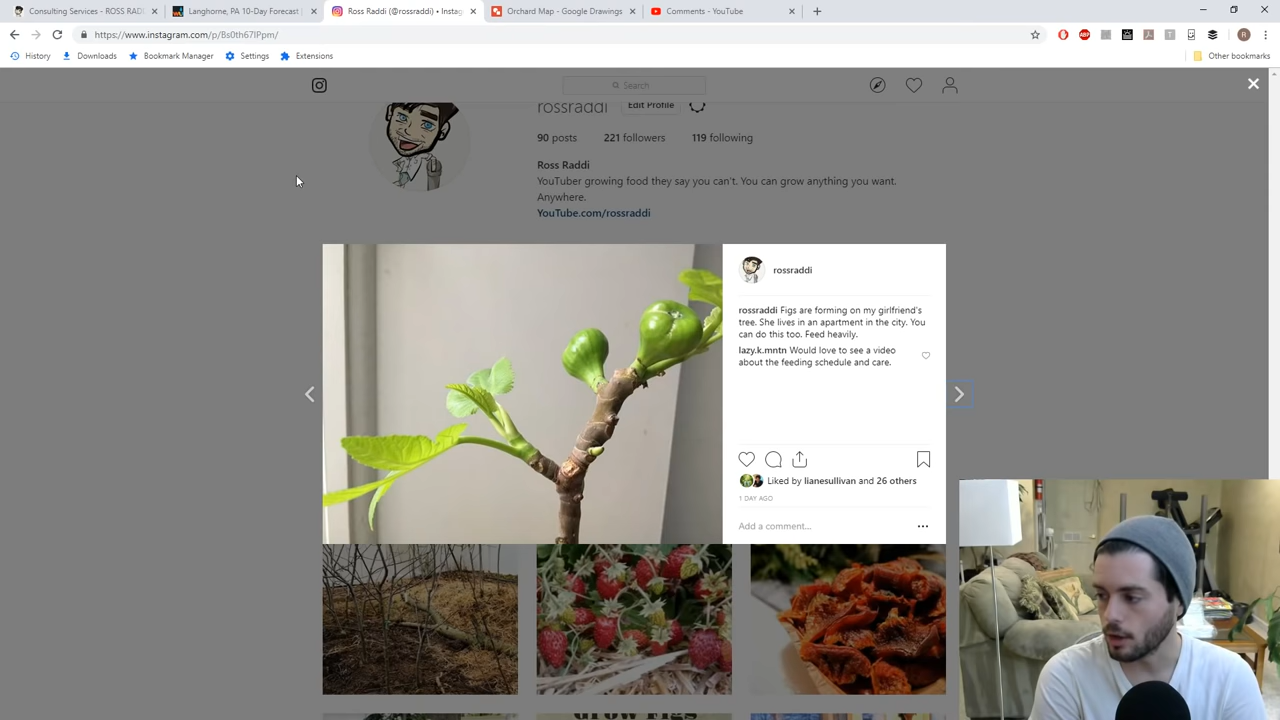 Consulting Services - ROSS RAD
Langhorne, PA 10-Day Forecast
Ross Raddi (@rossraddi) • Instag
Orchard Map - Google Drawings
Comments - YouTube
https://www.instagram.com/p/Bs0th67IPpm/
History
Downloads
Bookmark Manager
Settings
Extensions
Other bookmarks
Search
rossraddi
Edit Profile
90 posts
221 followers
119 following
Ross Raddi
YouTuber growing food they say you can't. You can grow anything you want.
Anywhere.
YouTube.com/rossraddi
rossraddi
rossraddi Figs are forming on my girlfriend's
tree. She lives in an apartment in the city. You
can do this too. Feed heavily.
lazy.k.mntn Would love to see a video
about the feeding schedule and care.
Liked by lianesullivan and 26 others
1 DAY AGO
Add a comment...